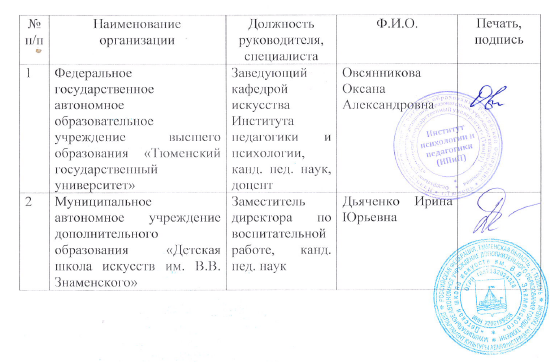 № п/п
Наименование организации
Должность руководителя, специалиста
Ф.И.О.
Печать, подпись
1
Федеральное
государственное
автономное
образовательное
учреждение высшего
образования «Тюменский
государственный
университет»
Заведующий
кафедрой
искусства
Института
педагогики и
психологии,
канд. пед. наук,
доцент
Овсянникова
Оксана
Александровна
Институт
психологии и
педагогики
(ИПиП)
2
Муниципальное
автономное учреждение
дополнительного
образования «Детская
школа искусств им. В.В.
Знаменского»
Заместитель
директора по
воспитательной
работе, канд.
пед. наук
Дьяченко Ирина
Юрьевна